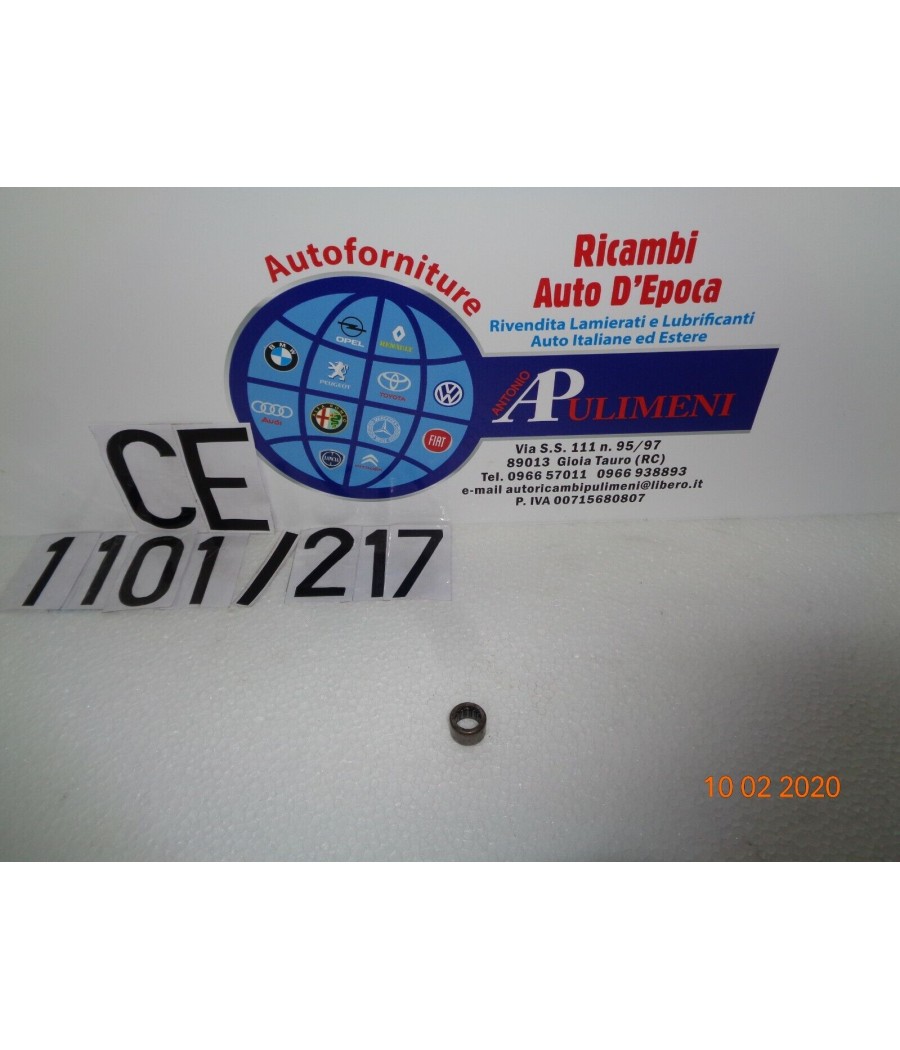 Autoforniture
Ricambi
Auto D'Epoca
Rivendita Lamierati e Lubrificanti
Auto Italiane ed Estere
BMW
OPEL
RENAULT
PEUGEOT
TOYOTA
Audi
FIAT
ANTONIO
APULIMENI
Via S.S. 111 n. 95/97
89013 Gioia Tauro (RC)
Tel. 0966 57011 0966 938893
e-mail autoricambipulimeni@libero.it
P. IVA 00715680807
CE
1101/217
10 02 2020